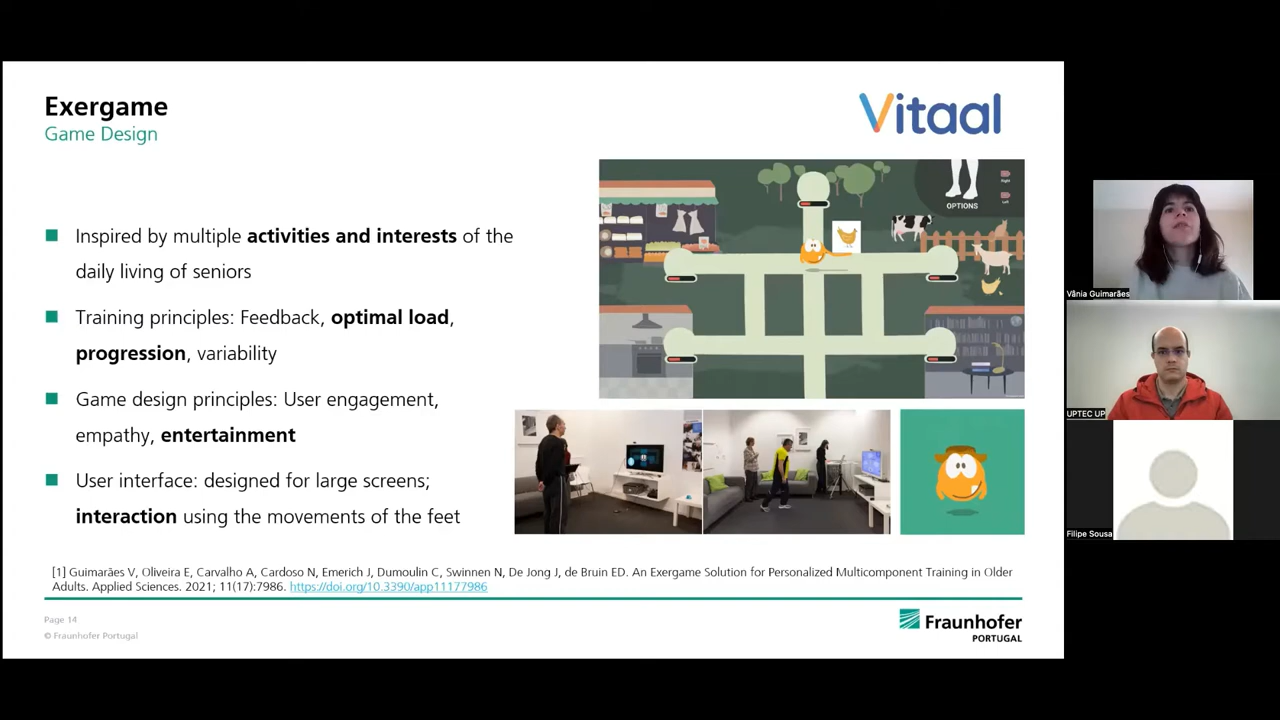 Exergame
Game Design
Vitaal
OPTIONS
Right
Left
Inspired by multiple activities and interests of the
daily living of seniors
Training principles: Feedback, optimal load,
progression, variability
Game design principles: User engagement,
empathy, entertainment
User interface: designed for large screens;
interaction using the movements of the feet
[1] Guimarães V, Oliveira E, Carvalho A, Cardoso N, Emerich J, Dumoulin C, Swinnen N, De Jong J, de Bruin ED. An Exergame Solution for Personalized Multicomponent Training in Older
Adults. Applied Sciences. 2021; 11(17):7986. https://doi.org/10.3390/app11177986
Page 14
© Fraunhofer Portugal
Fraunhofer
PORTUGAL
Vânia Guimarães
UPTEC UP
Filipe Sousa